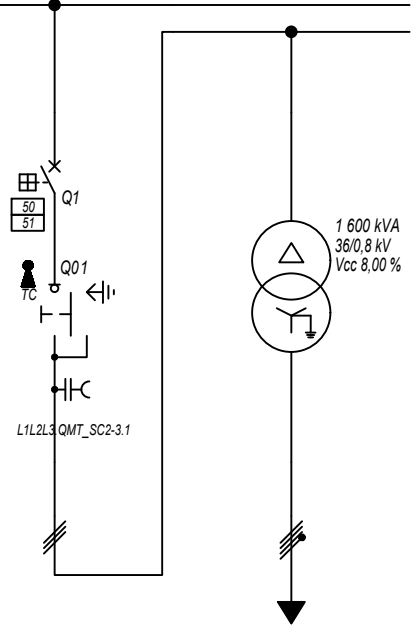 Q1
50
51
Q01
TC
L1L2L3 QMT_SC2-3.1
1 600 kVA
36/0,8 kV
Vcc 8,00 %